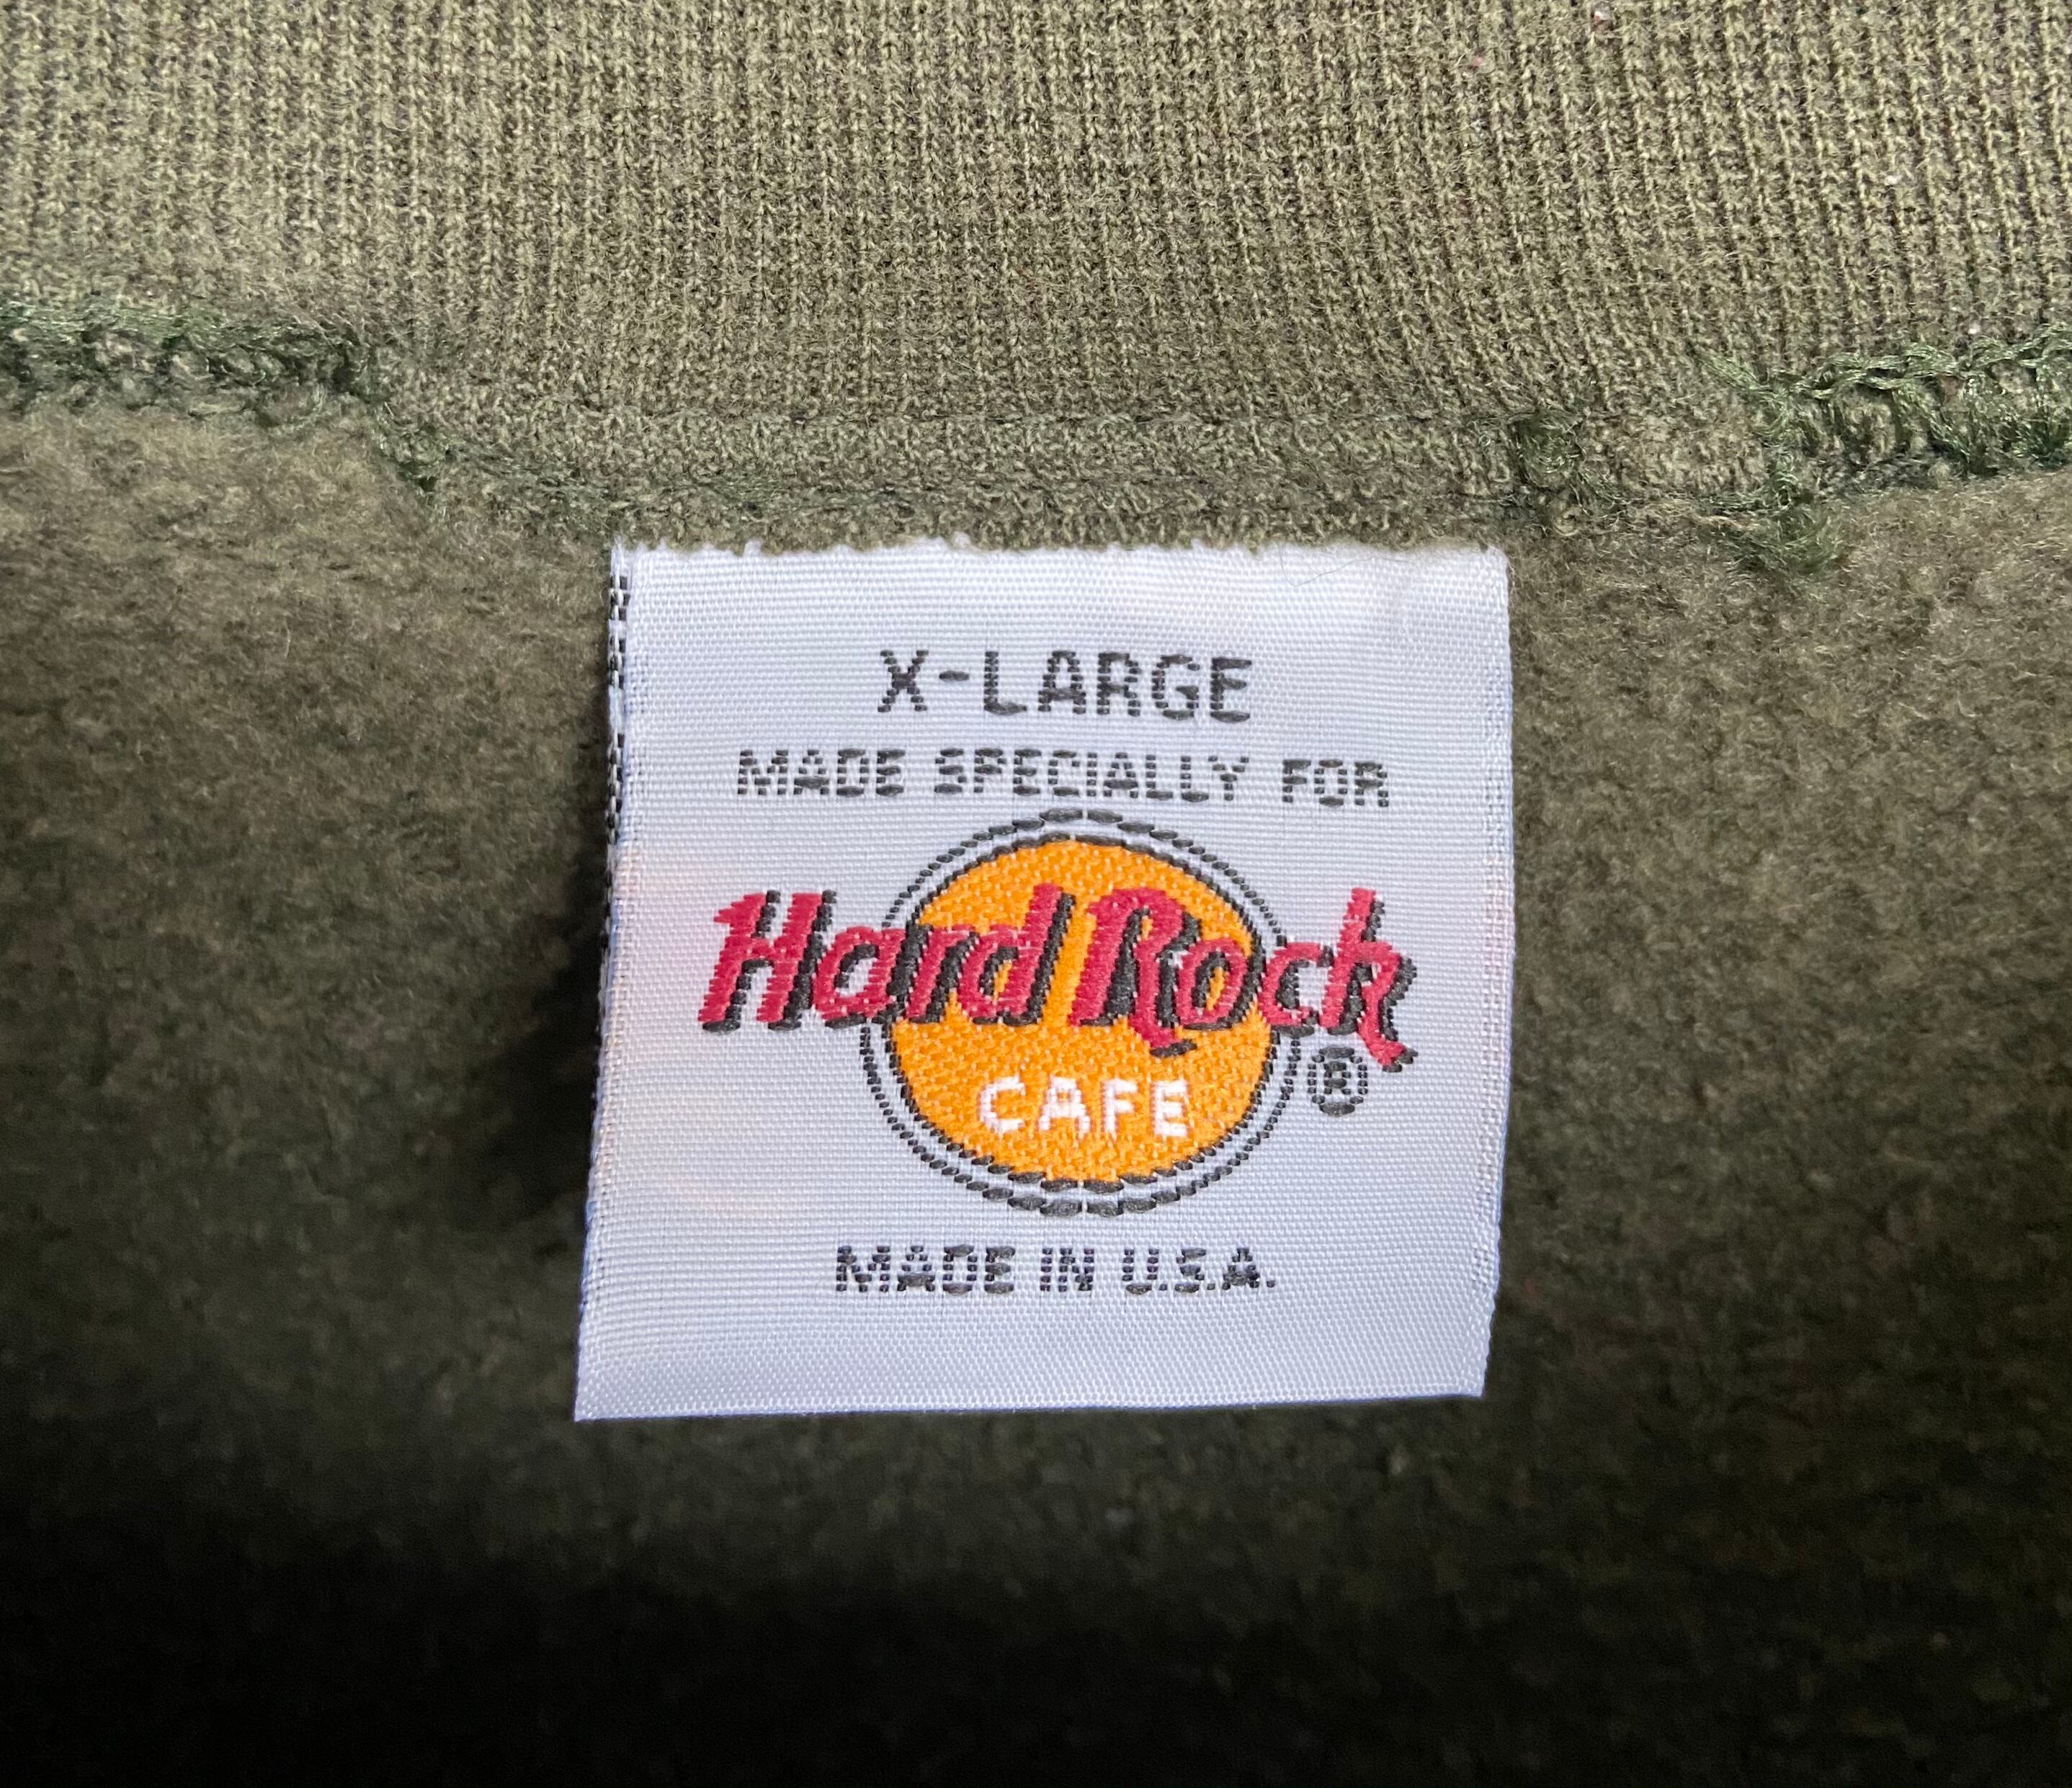 X-LARGE
MADE SPECIALLY FOR
Hard Rock
CAFE
®
MADE IN U.S.A.